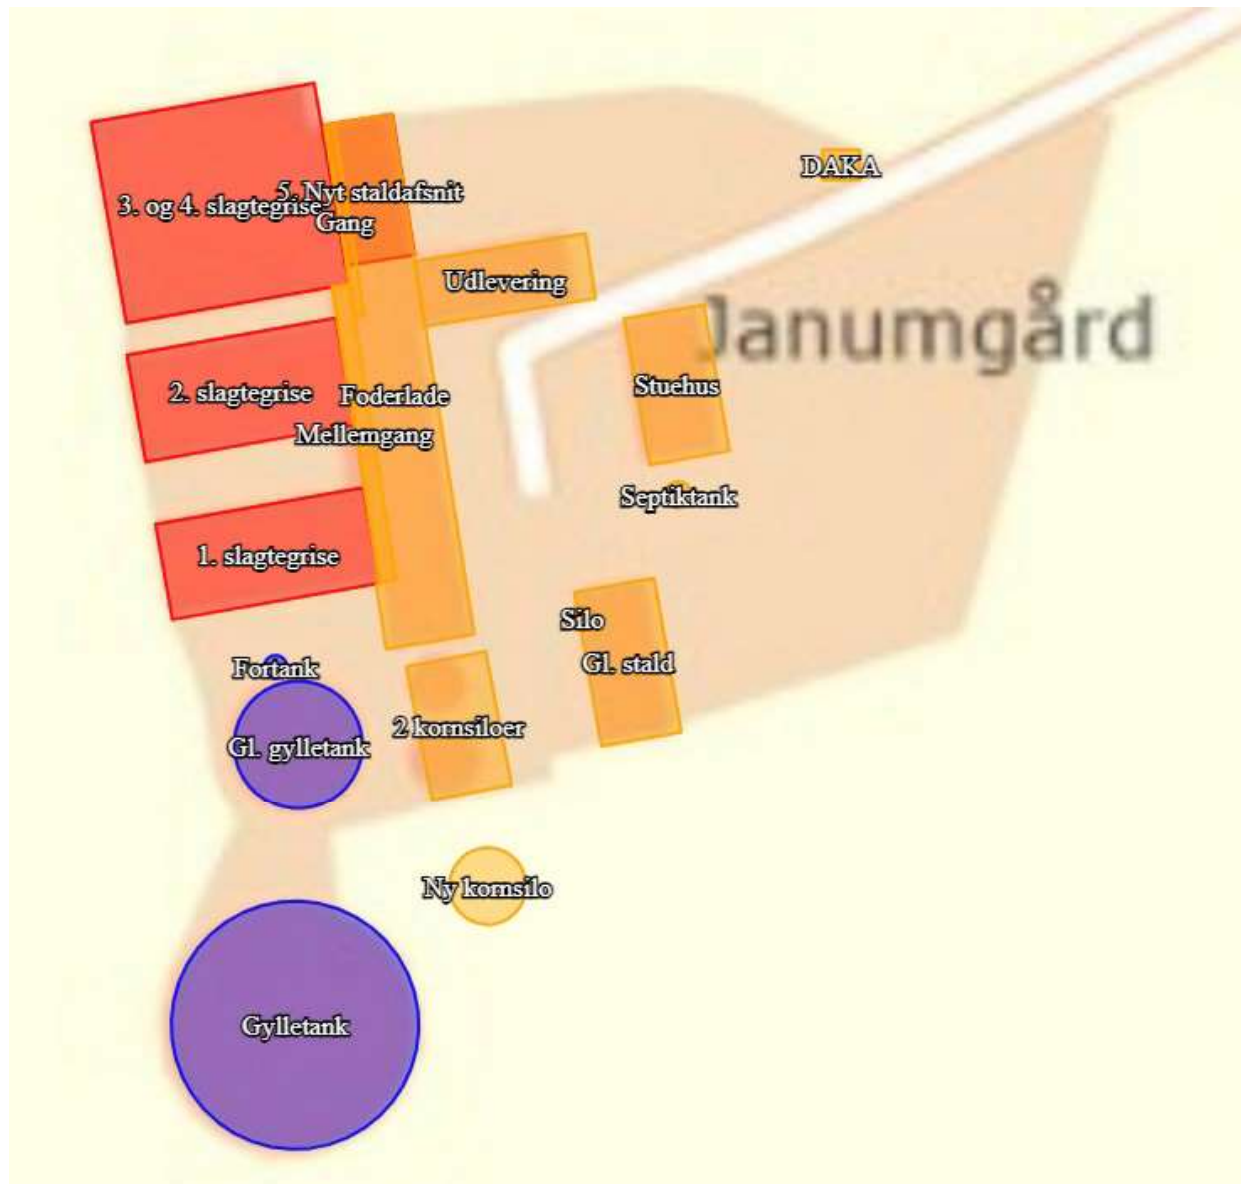 DAKA
5. Nyt staldafsnit
3. og 4. slagtegrise
Gang
Udlevering
Janumgård
Stuehus
2. slagtegrise
Foderlade
Mellemgang
Septiktank
1. slagtegrise
Silo
Gl. stald
Fortank
2 kornsiloer
Gl. gylletank
Ny kornsilo
Gylletank